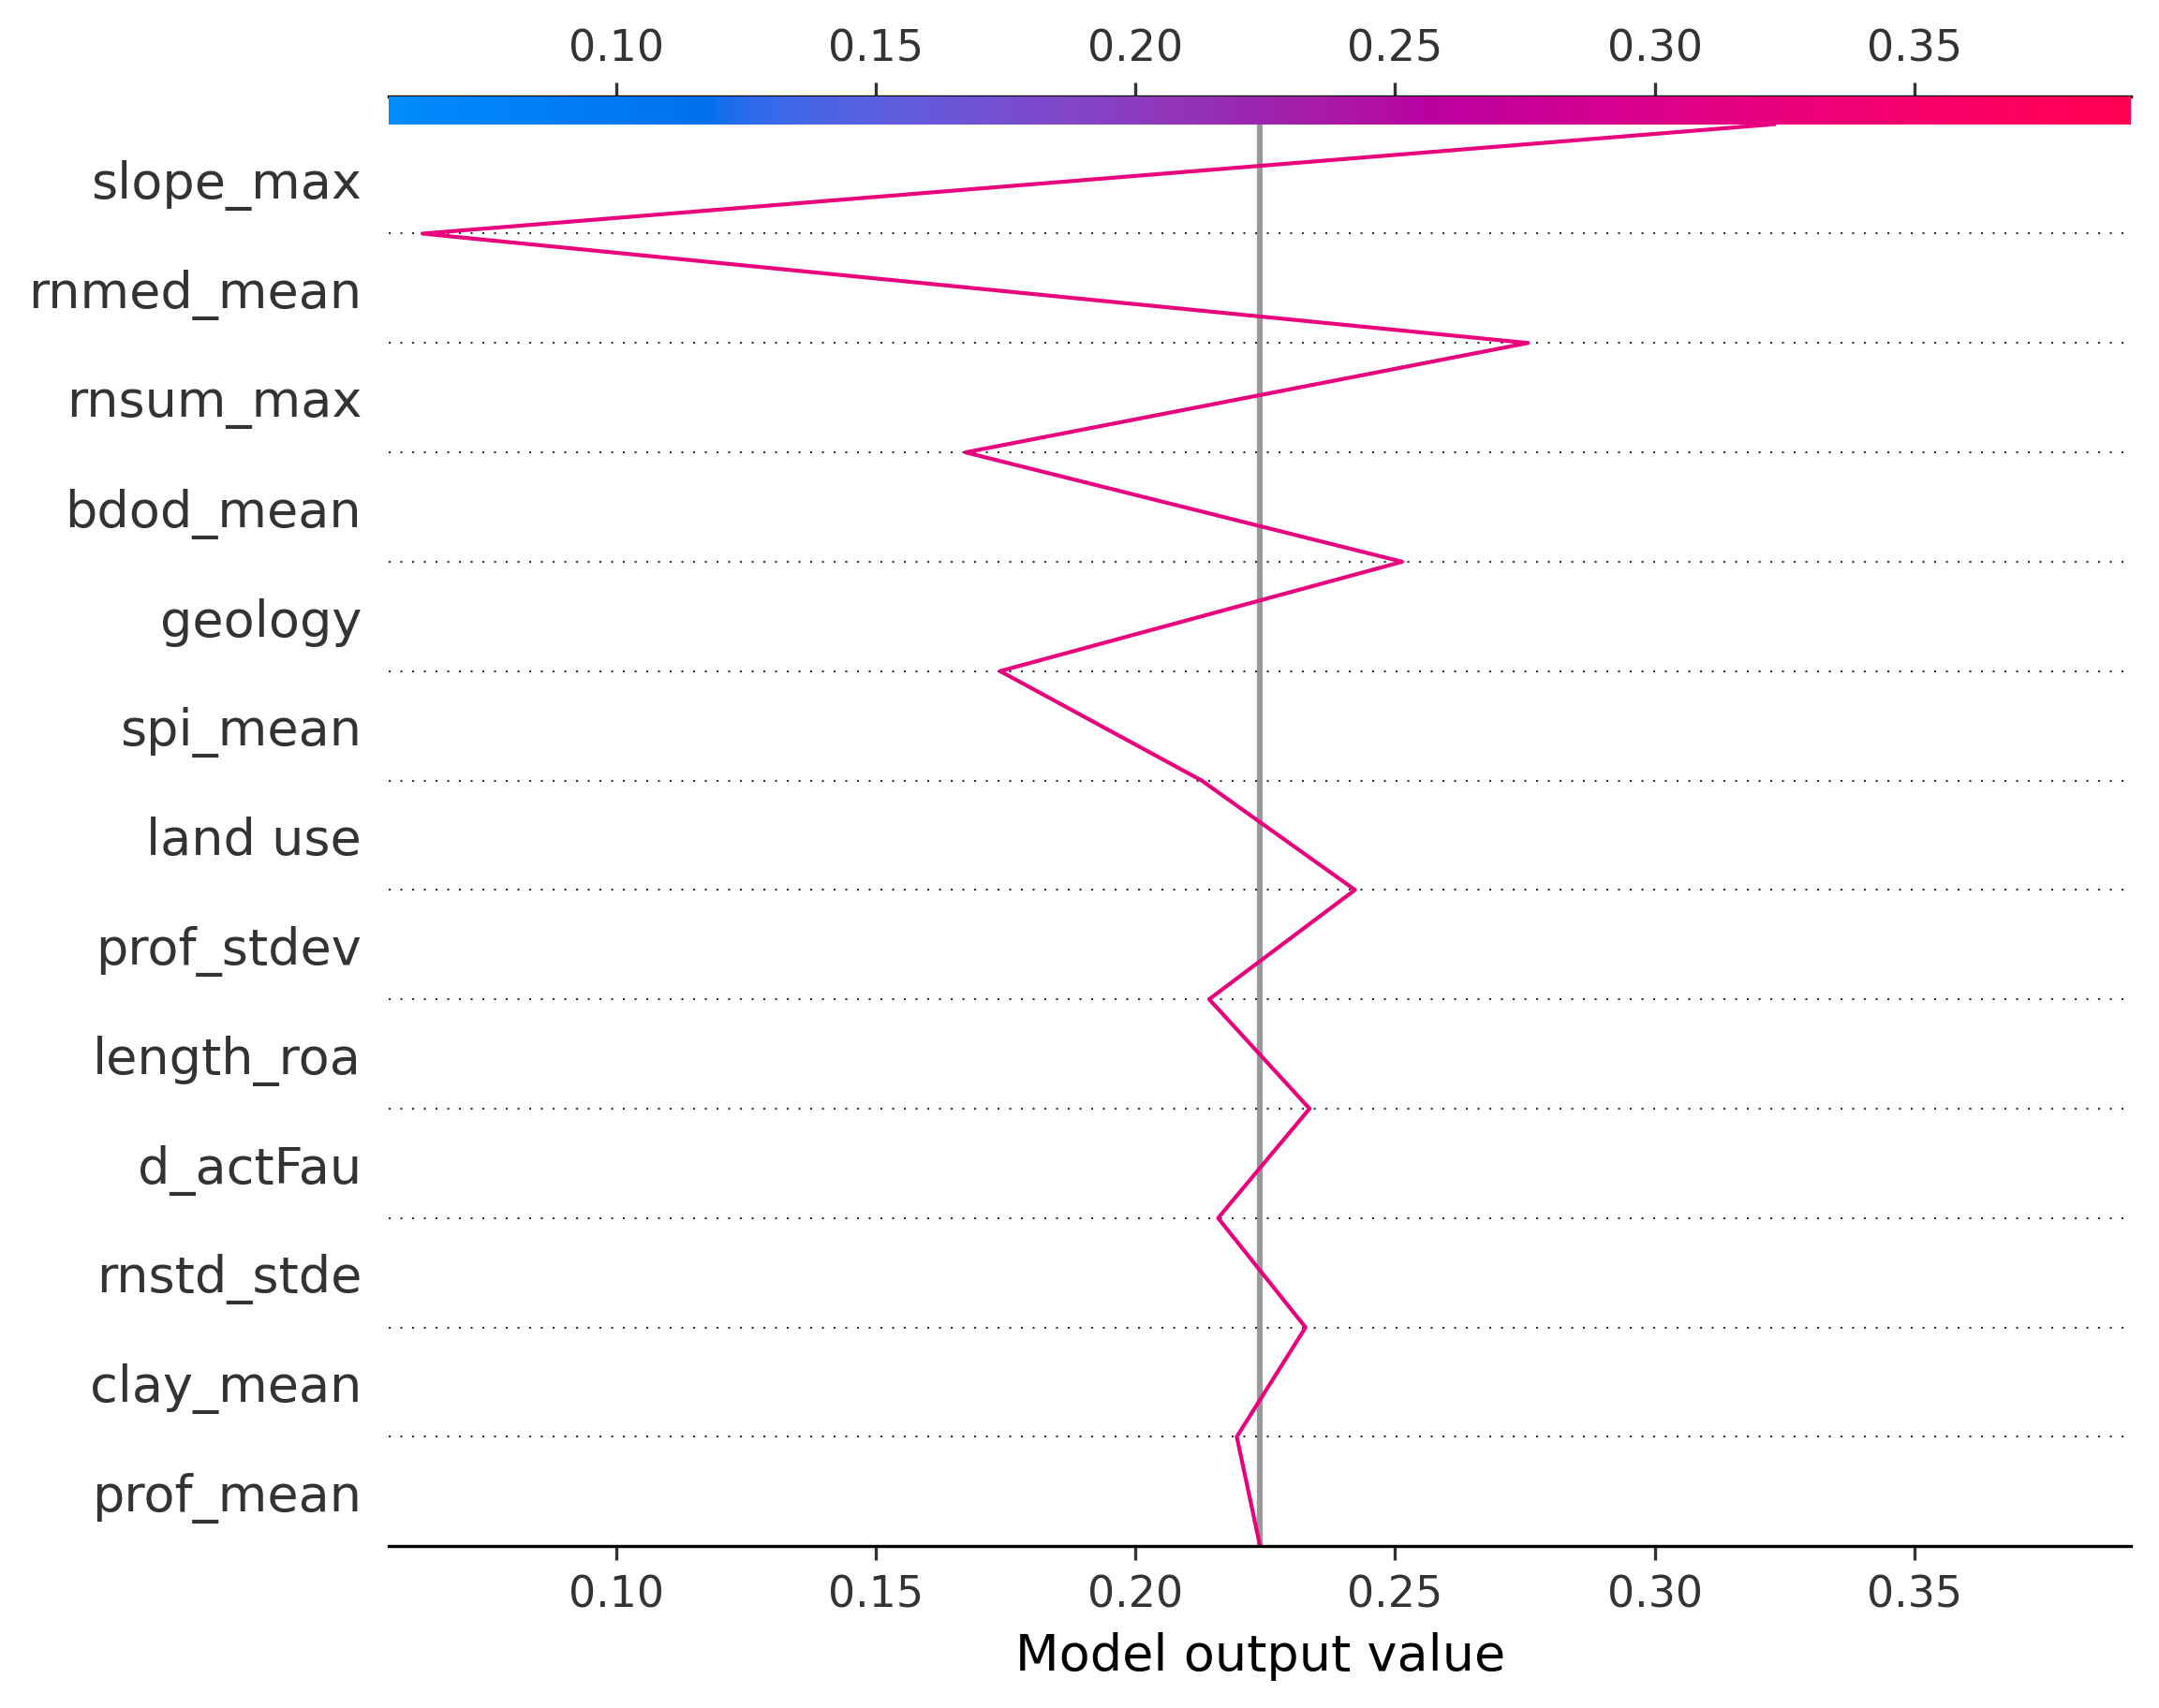 0.10 0.15 0.20 0.25 0.30 0.35
slope_max
rnmed_mean
rnsum_max
bdod_mean
geology
spi_mean
land use
prof_stdev
length_roa
d_actFau
rnstd_stde
clay_mean
prof_mean
0.10 0.15 0.20 0.25 0.30 0.35
Model output value